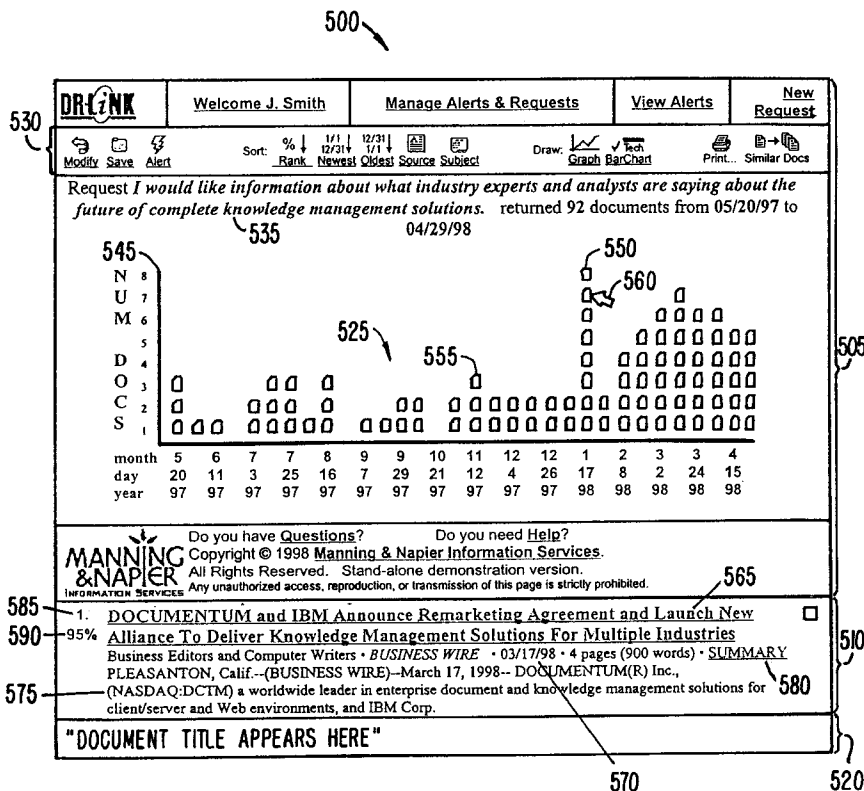 500
DR-LiNK Welcome J. Smith Manage Alerts & Requests View Alerts New Request
530
Modify Save Alert Sort: % Rank 1/1 12/31 Newest 12/31 1/1 Oldest Source Subject Draw: Graph Tech BarChart Print... Similar Docs
Request I would like information about what industry experts and analysts are saying about the
future of complete knowledge management solutions. returned 92 documents from 05/20/97 to
04/29/98
535
545
550
560
525
555
505
NUM DOCS
8
7
6
5
4
3
2
1
month 5 6 7 7 8 9 9 10 11 12 12 1 2 3 3 4
day 20 11 3 25 16 7 29 21 12 4 26 17 8 2 24 15
year 97 97 97 97 97 97 97 97 97 97 97 98 98 98 98 98
MANNING
&NAPIER
INFORMATION SERVICES
Do you have Questions? Do you need Help?
Copyright © 1998 Manning & Napier Information Services.
All Rights Reserved. Stand-alone demonstration version.
Any unauthorized access, reproduction, or transmission of this page is strictly prohibited.
565
585
1. DOCUMENTUM and IBM Announce Remarketing Agreement and Launch New
590 95% Alliance To Deliver Knowledge Management Solutions For Multiple Industries
510
Business Editors and Computer Writers • BUSINESS WIRE • 03/17/98 • 4 pages (900 words) • SUMMARY
PLEASANTON, Calif.--(BUSINESS WIRE)--March 17, 1998-- DOCUMENTUM(R) Inc.,
575 (NASDAQ:DCTM) a worldwide leader in enterprise document and knowledge management solutions for 580
client/server and Web environments, and IBM Corp.
"DOCUMENT TITLE APPEARS HERE"
570
520